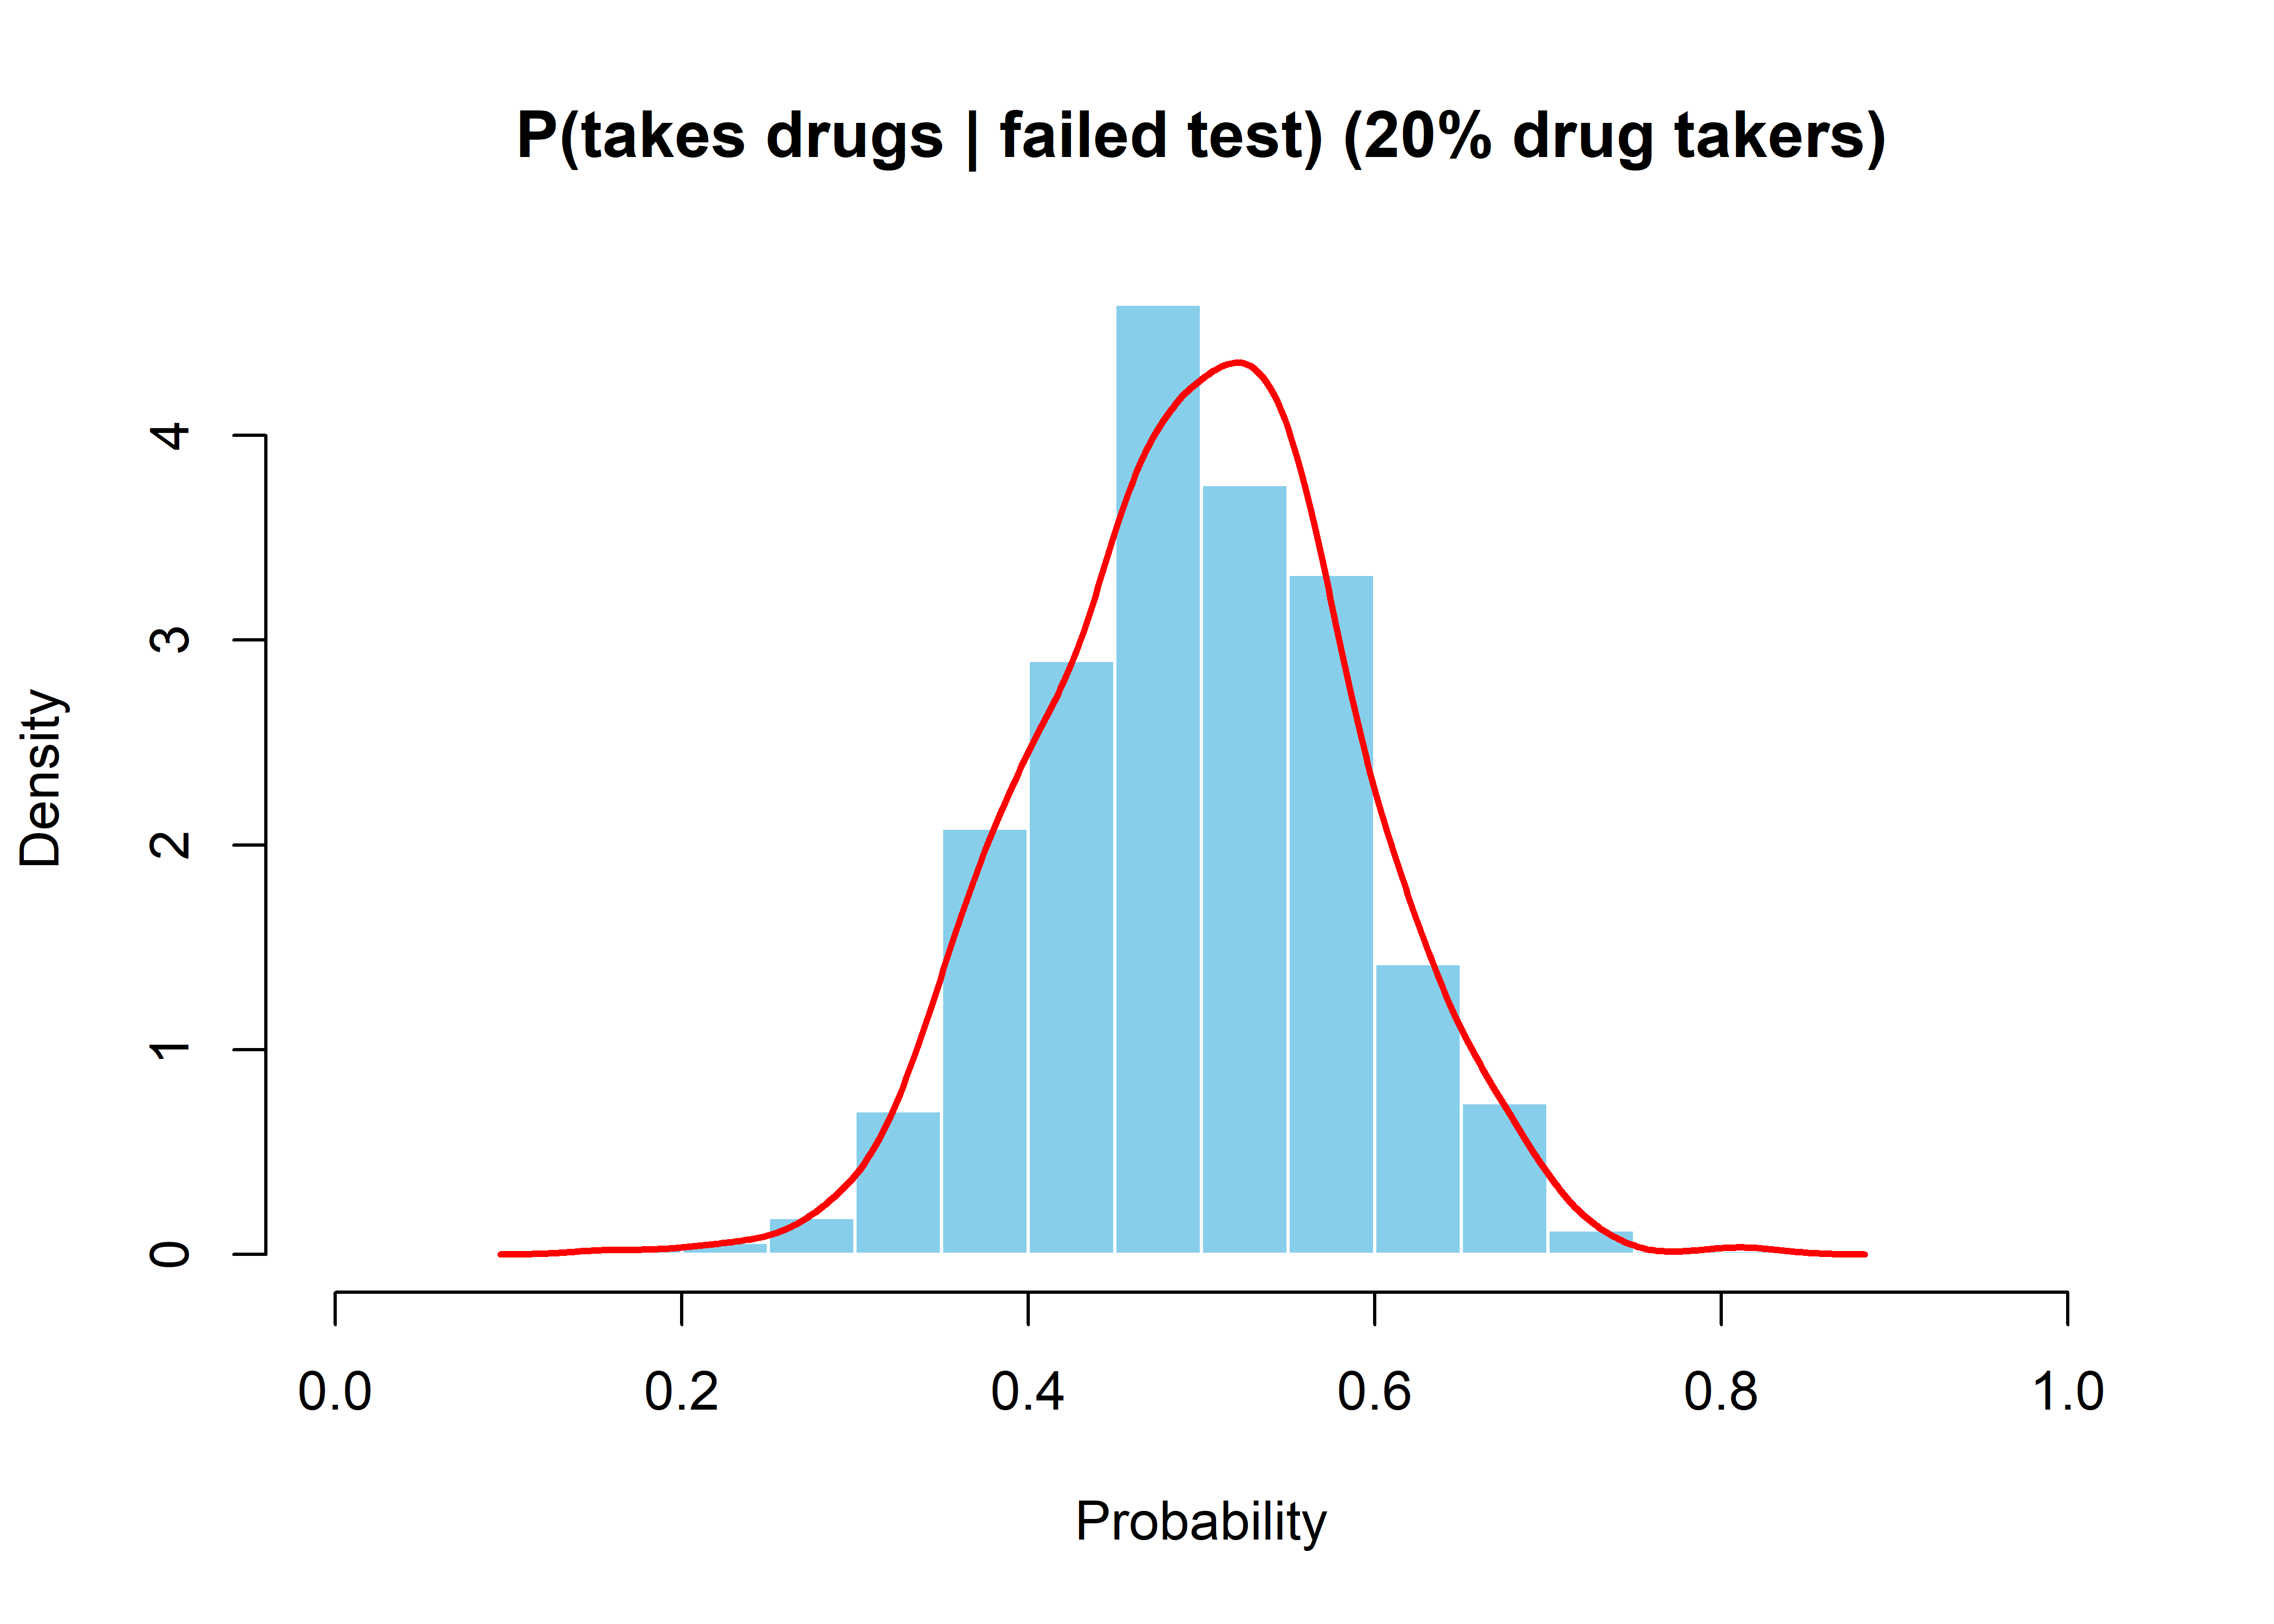 P(takes drugs | failed test) (20% drug takers)
Density
4
3
2
1
0
0.0 0.2 0.4 0.6 0.8 1.0
Probability